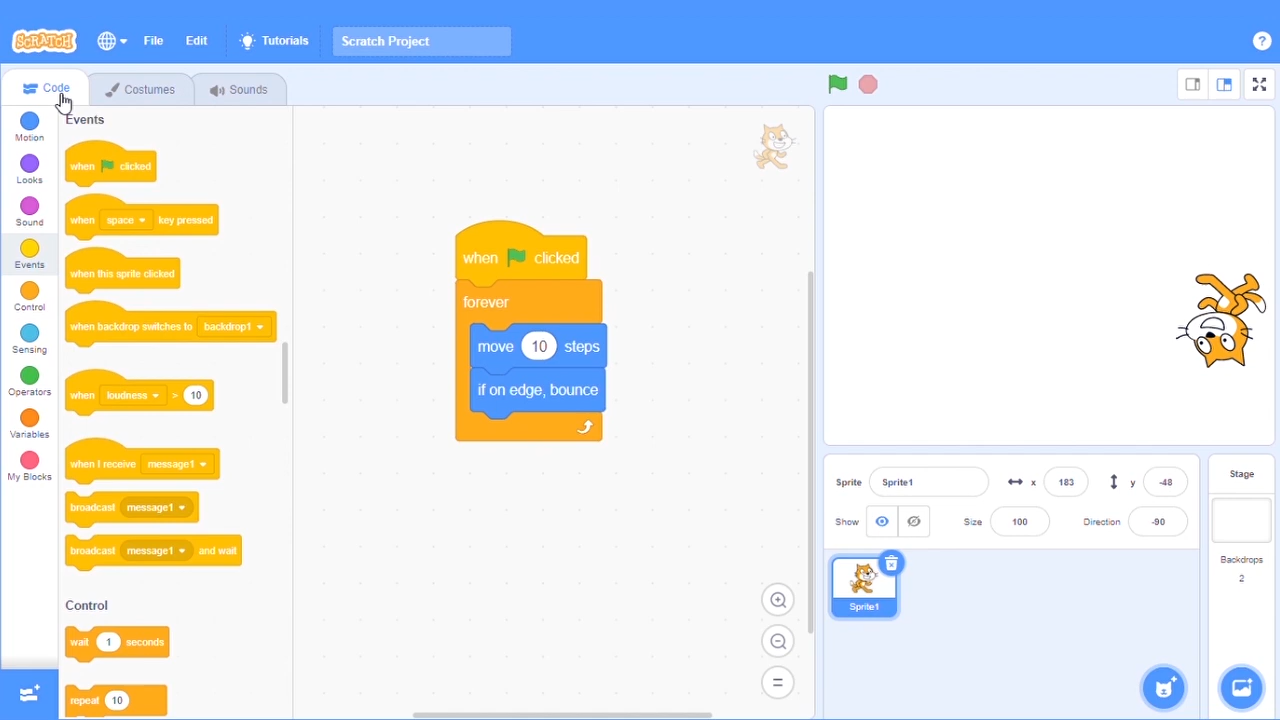 SCRATCH
File
Edit
Tutorials
Scratch Project
?
Code
Costumes
Sounds
Motion
Looks
Sound
Events
Control
Sensing
Operators
Variables
My Blocks
Events
when clicked
when space key pressed
when this sprite clicked
when backdrop switches to backdrop1
when loudness > 10
when I receive message1
broadcast message1
broadcast message1 and wait
Control
wait 1 seconds
repeat 10
when clicked
forever
move 10 steps
if on edge, bounce
Sprite Sprite1 x 183 y -48
Show Size 100 Direction -90
Sprite1
Stage
Backdrops
2